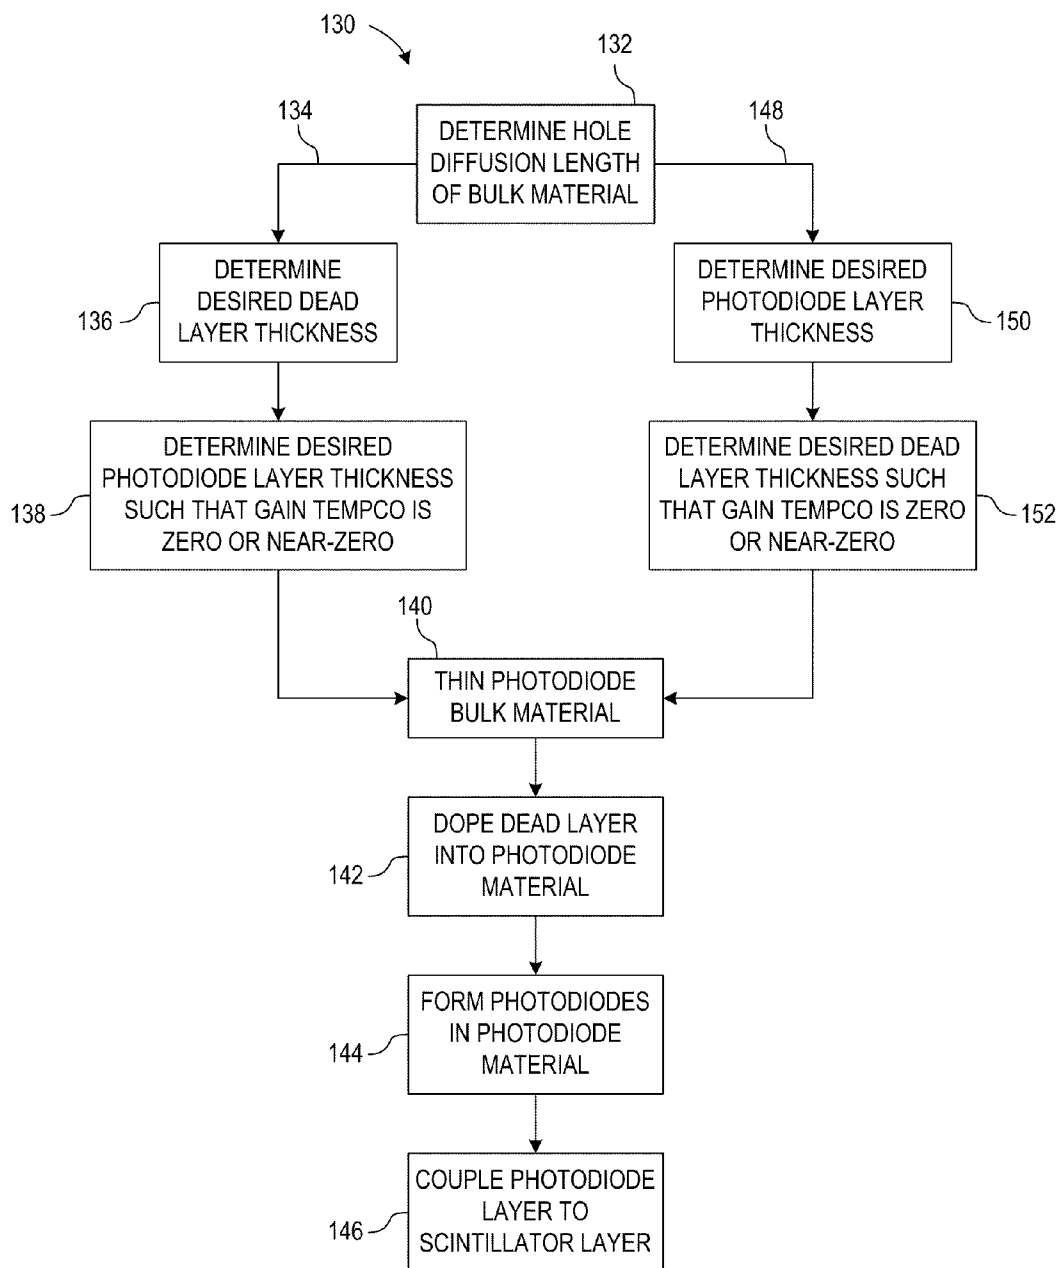 130
132
134
148
DETERMINE HOLE
DIFFUSION LENGTH
OF BULK MATERIAL
DETERMINE
DESIRED DEAD
LAYER THICKNESS
136
DETERMINE DESIRED
PHOTODIODE LAYER
THICKNESS
150
DETERMINE DESIRED
PHOTODIODE LAYER THICKNESS
SUCH THAT GAIN TEMPCO IS
ZERO OR NEAR-ZERO
138
DETERMINE DESIRED DEAD
LAYER THICKNESS SUCH
THAT GAIN TEMPCO IS ZERO
OR NEAR-ZERO
152
140
THIN PHOTODIODE
BULK MATERIAL
DOPE DEAD LAYER
INTO PHOTODIODE
MATERIAL
142
FORM PHOTODIODES
IN PHOTODIODE
MATERIAL
144
COUPLE PHOTODIODE
LAYER TO
SCINTILLATOR LAYER
146